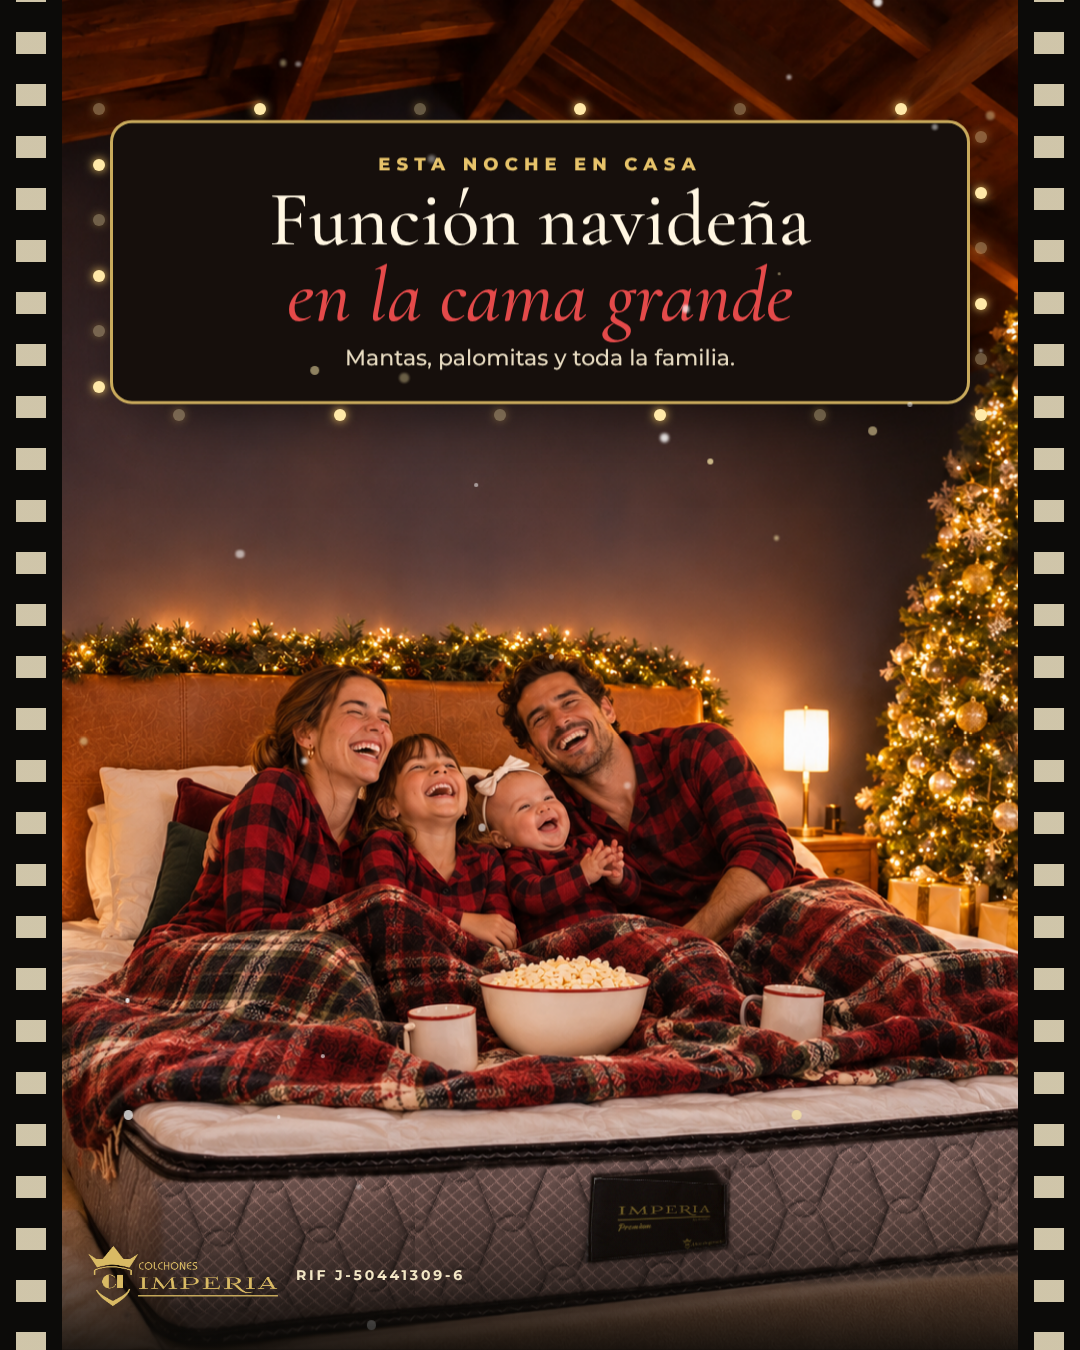 ESTA NOCHE EN CASA
Función navideña
en la cama grande
Mantas, palomitas y toda la familia.
IMPERIA
Premium
COLCHONES
IMPERIA
RIF J-50441309-6